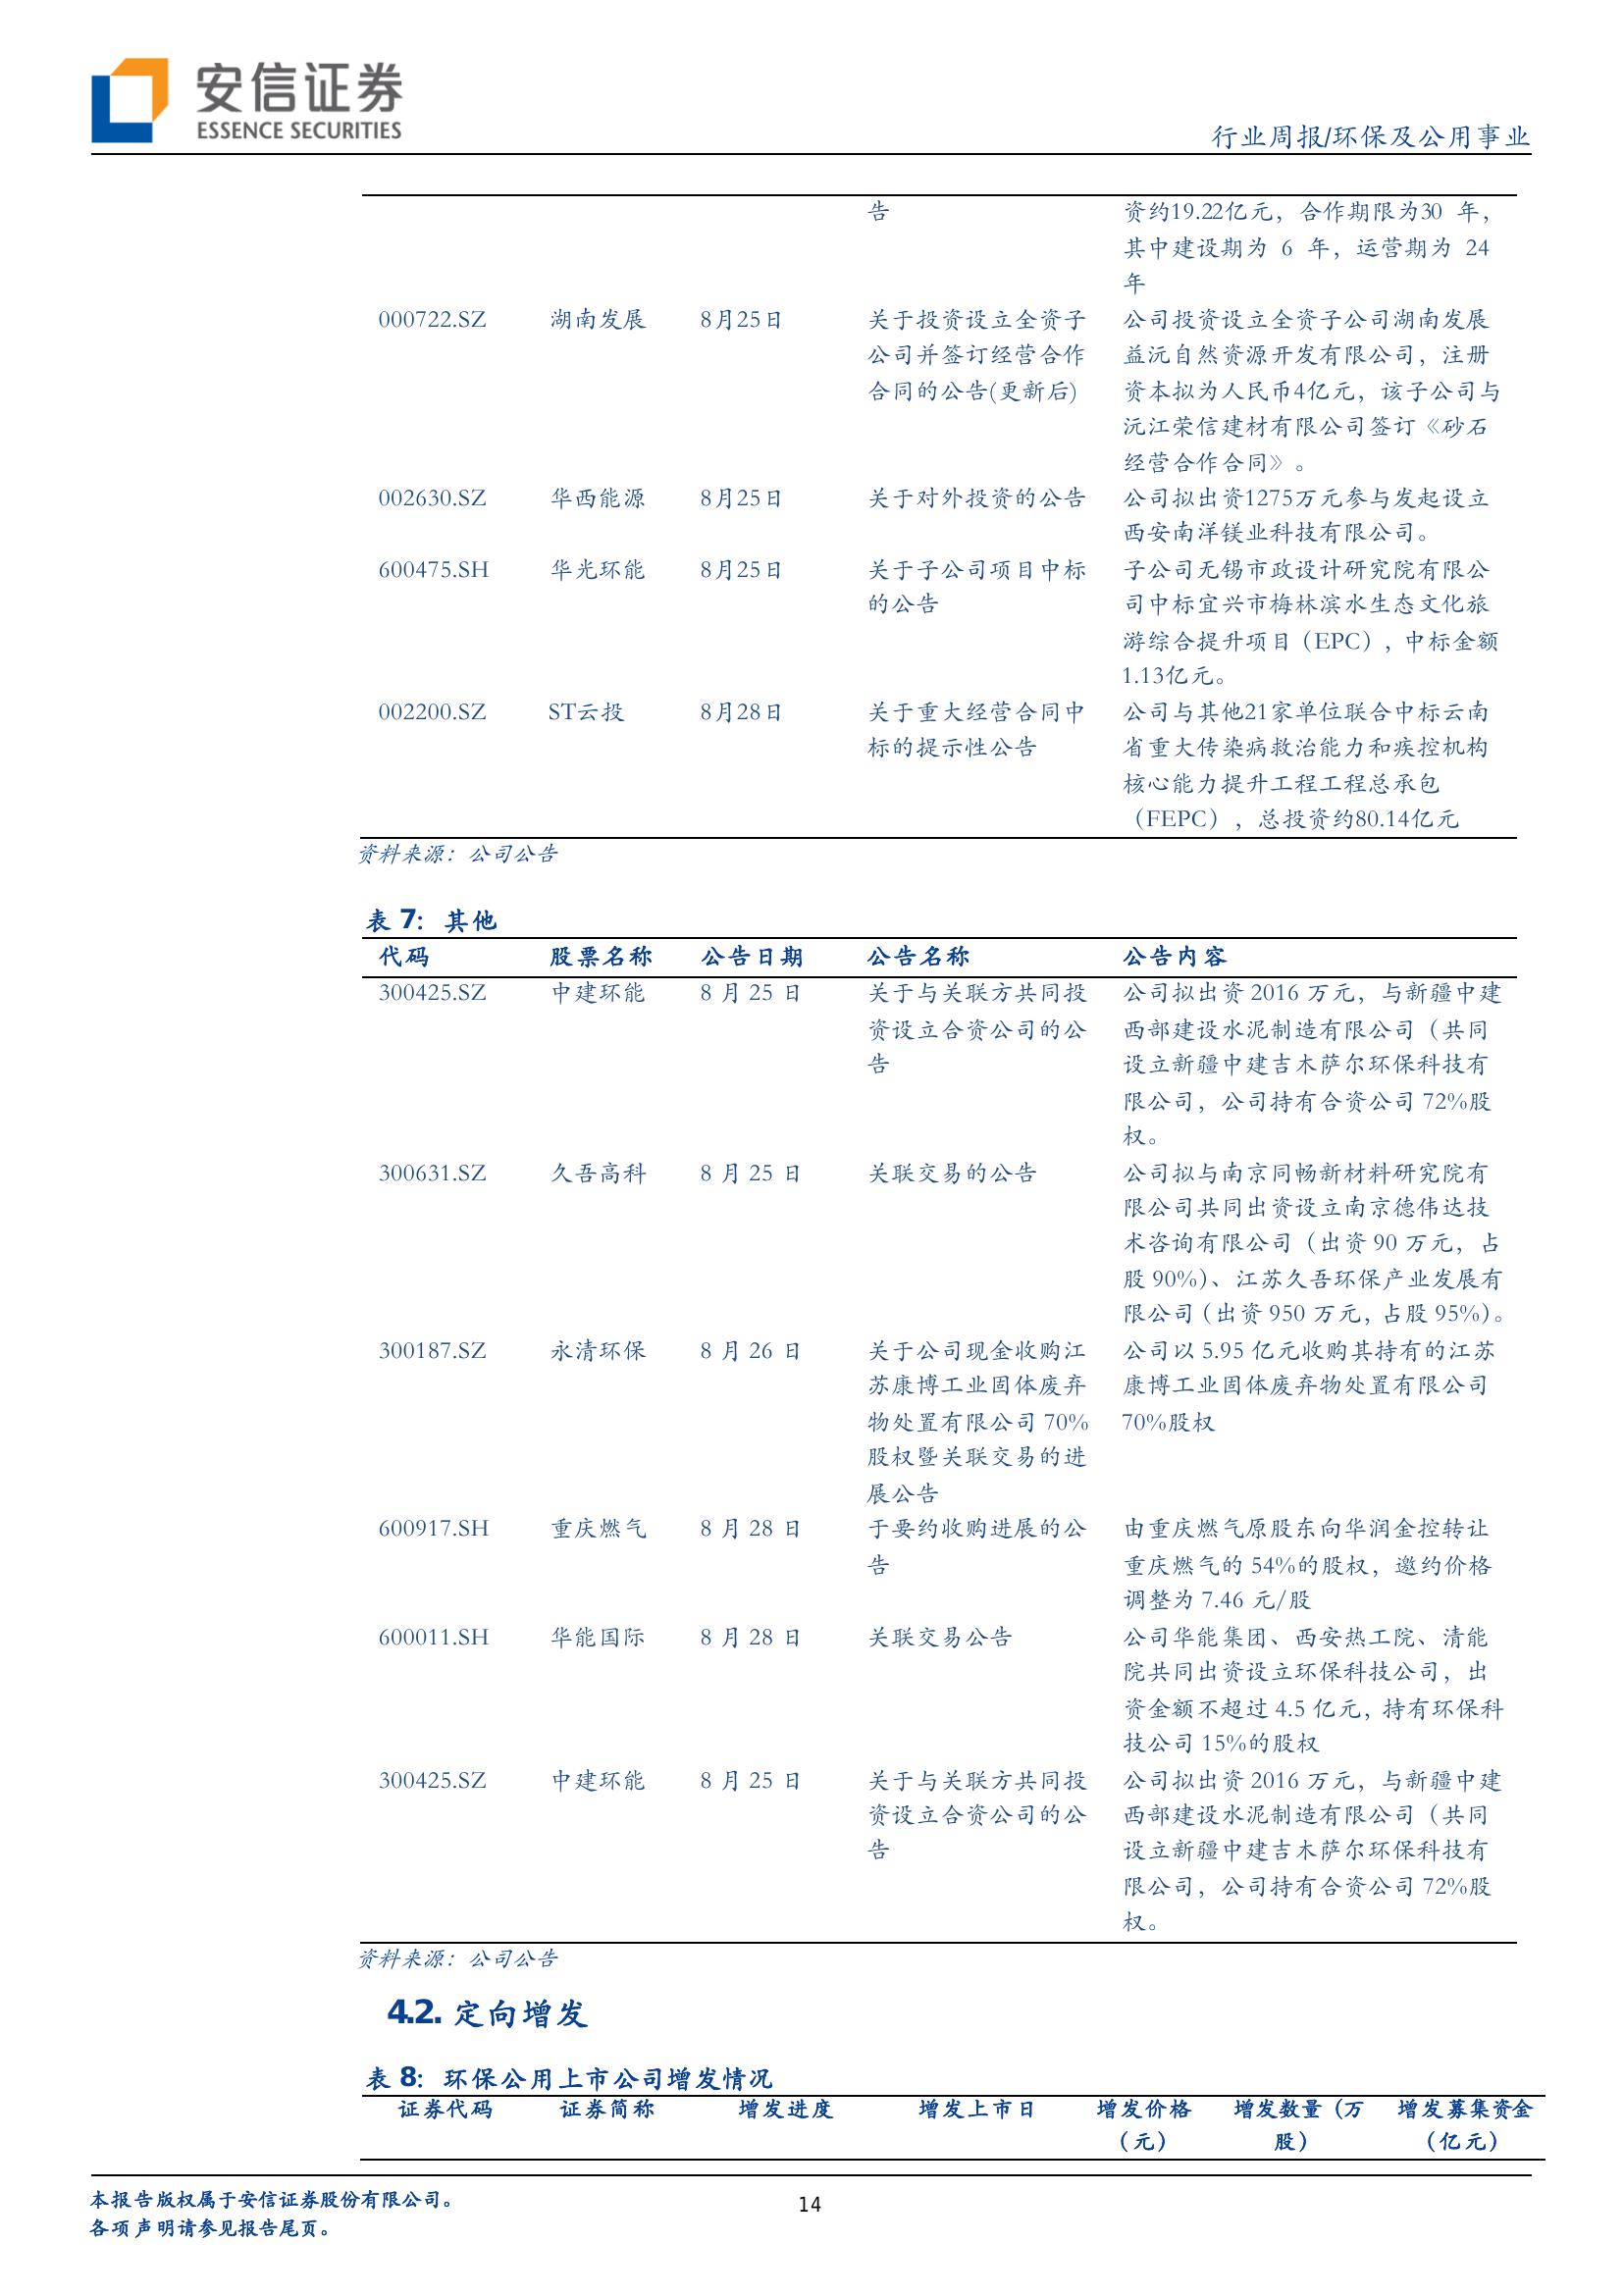 安信证券
ESSENCE SECURITIES
行业周报/环保及公用事业
告 资约19.22亿元，合作期限为30 年，
其中建设期为 6 年，运营期为 24
年
000722.SZ 湖南发展 8月25日 关于投资设立全资子 公司投资设立全资子公司湖南发展
公司并签订经营合作 益沅自然资源开发有限公司，注册
合同的公告(更新后) 资本拟为人民币4亿元，该子公司与
沅江荣信建材有限公司签订《砂石
经营合作合同》。
002630.SZ 华西能源 8月25日 关于对外投资的公告 公司拟出资1275万元参与发起设立
西安南洋镁业科技有限公司。
600475.SH 华光环能 8月25日 关于子公司项目中标 子公司无锡市政设计研究院有限公
的公告 司中标宜兴市梅林滨水生态文化旅
游综合提升项目（EPC），中标金额
1.13亿元。
002200.SZ ST云投 8月28日 关于重大经营合同中 公司与其他21家单位联合中标云南
标的提示性公告 省重大传染病救治能力和疾控机构
核心能力提升工程工程总承包
（FEPC），总投资约80.14亿元
资料来源：公司公告
表 7：其他
代码 股票名称 公告日期 公告名称 公告内容
300425.SZ 中建环能 8 月 25 日 关于与关联方共同投 公司拟出资 2016 万元，与新疆中建
资设立合资公司的公 西部建设水泥制造有限公司（共同
告 设立新疆中建吉木萨尔环保科技有
限公司，公司持有合资公司 72%股
权。
300631.SZ 久吾高科 8 月 25 日 关联交易的公告 公司拟与南京同畅新材料研究院有
限公司共同出资设立南京德伟达技
术咨询有限公司（出资 90 万元，占
股 90%）、江苏久吾环保产业发展有
限公司（出资 950 万元，占股 95%）。
300187.SZ 永清环保 8 月 26 日 关于公司现金收购江 公司以 5.95 亿元收购其持有的江苏
苏康博工业固体废弃 康博工业固体废弃物处置有限公司
物处置有限公司 70% 70%股权
股权暨关联交易的进
展公告
600917.SH 重庆燃气 8 月 28 日 于要约收购进展的公 由重庆燃气原股东向华润金控转让
告 重庆燃气的 54%的股权，邀约价格
调整为 7.46 元/股
600011.SH 华能国际 8 月 28 日 关联交易公告 公司华能集团、西安热工院、清能
院共同出资设立环保科技公司，出
资金额不超过 4.5 亿元，持有环保科
技公司 15%的股权
300425.SZ 中建环能 8 月 25 日 关于与关联方共同投 公司拟出资 2016 万元，与新疆中建
资设立合资公司的公 西部建设水泥制造有限公司（共同
告 设立新疆中建吉木萨尔环保科技有
限公司，公司持有合资公司 72%股
权。
资料来源：公司公告
4.2. 定向增发
表 8：环保公用上市公司增发情况
证券代码 证券简称 增发进度 增发上市日 增发价格 增发数量（万 增发募集资金
（元） 股） （亿元）
本报告版权属于安信证券股份有限公司。
14
各项声明请参见报告尾页。